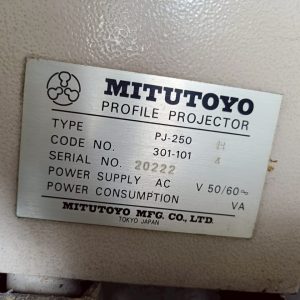 MITUTOYO
PROFILE PROJECTOR
TYPE PJ-250
CODE NO. 301-101
SERIAL NO. 20222
POWER SUPPLY AC V 50/60~
POWER CONSUMPTION VA
MITUTOYO MFG. CO., LTD.
TOKYO JAPAN